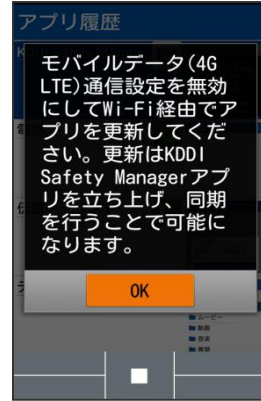 アプリ履歴
モバイルデータ(4G
LTE)通信設定を無効
にしてWi-Fi経由でア
プリを更新してくだ
さい。更新はKDDI
Safety Managerアプ
リを立ち上げ、同期
を行うことで可能に
なります。
OK
ムービー
動画
音楽